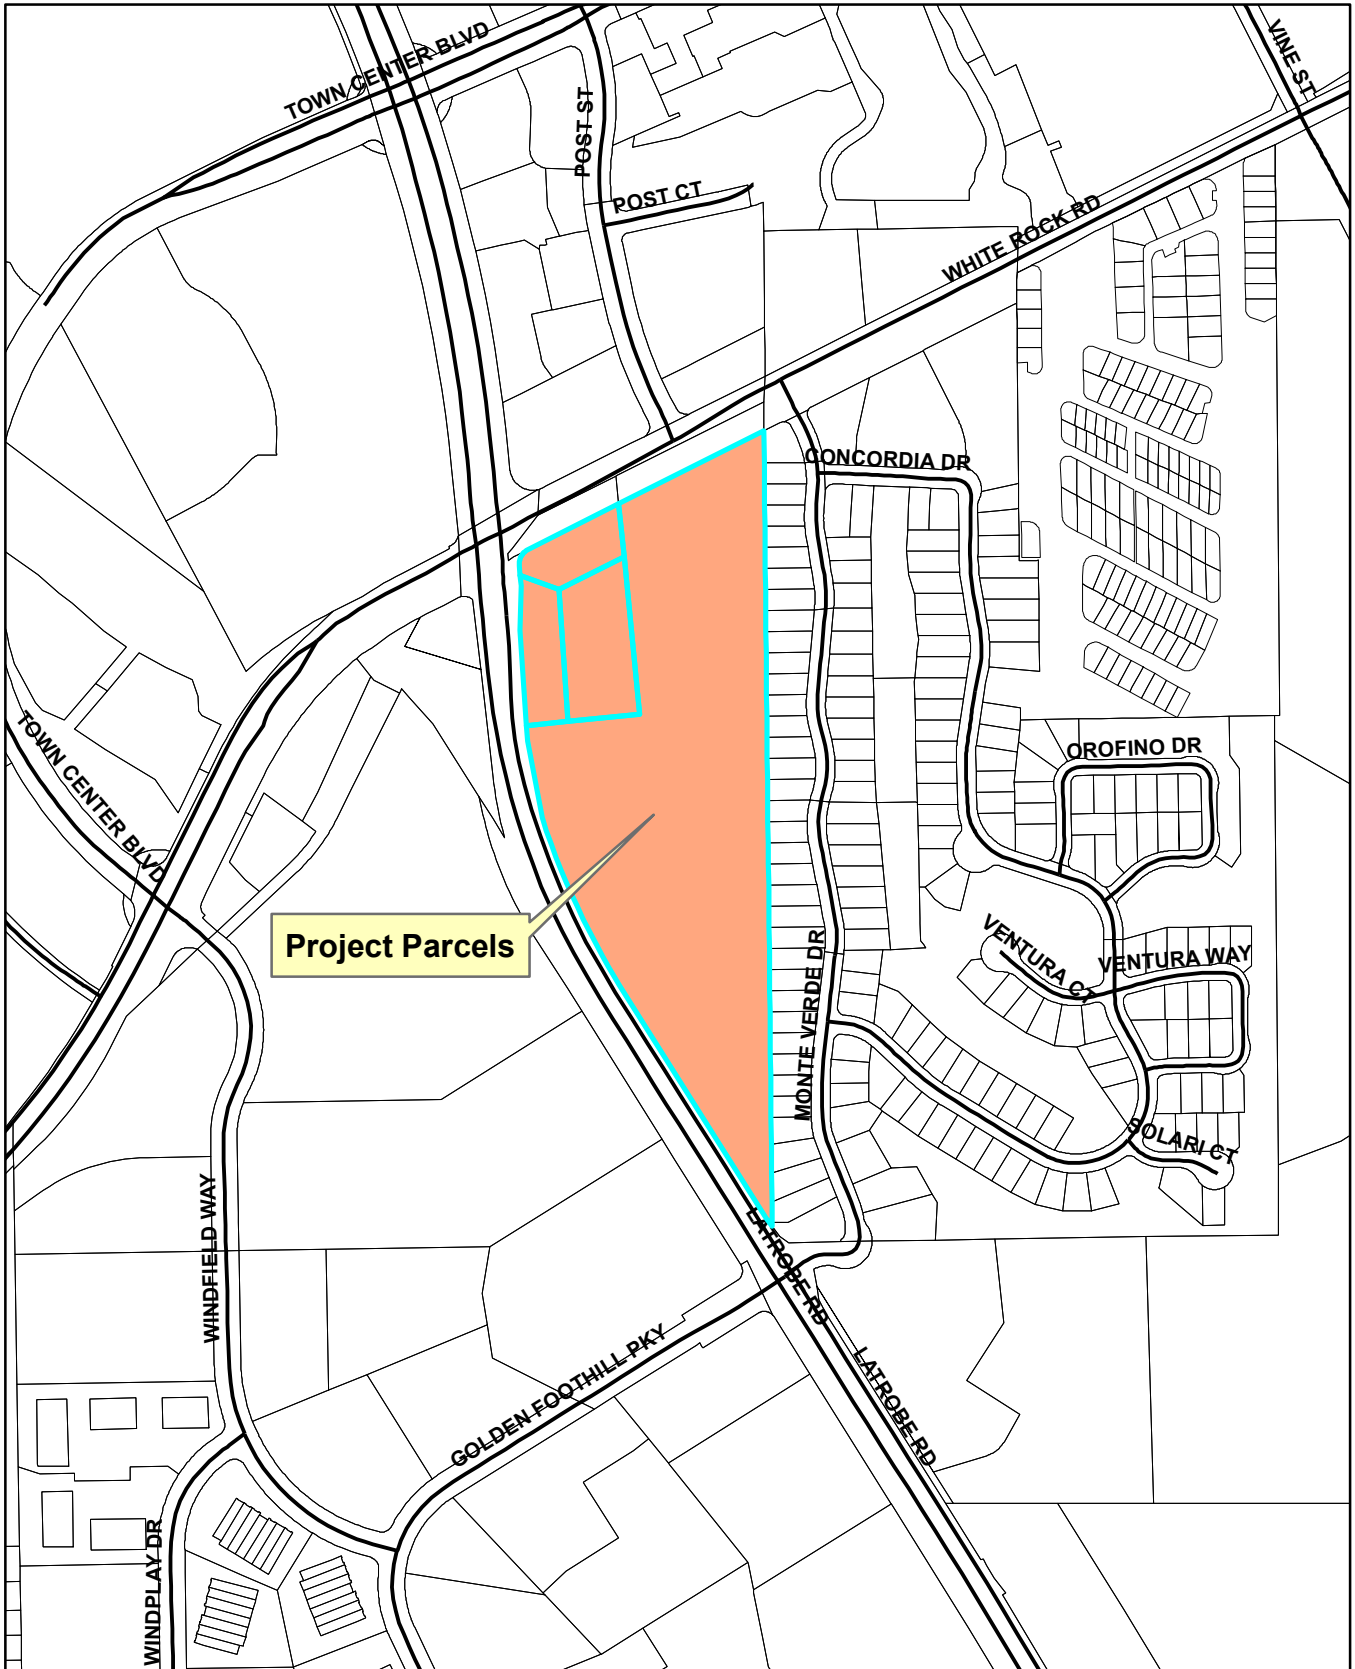 TOWN CENTER BLVD
VINE ST
POST ST
POST CT
WHITE ROCK RD
CONCORDIA DR
TOWN CENTER BLVD
OROFINO DR
Project Parcels
VENTURA CT
VENTURA WAY
MONTE VERDE DR
SOLARI CT
WINDFIELD WAY
LATROBE RD
GOLDEN FOOTHILL PKY
LATROBE RD
WINDPLAY DR